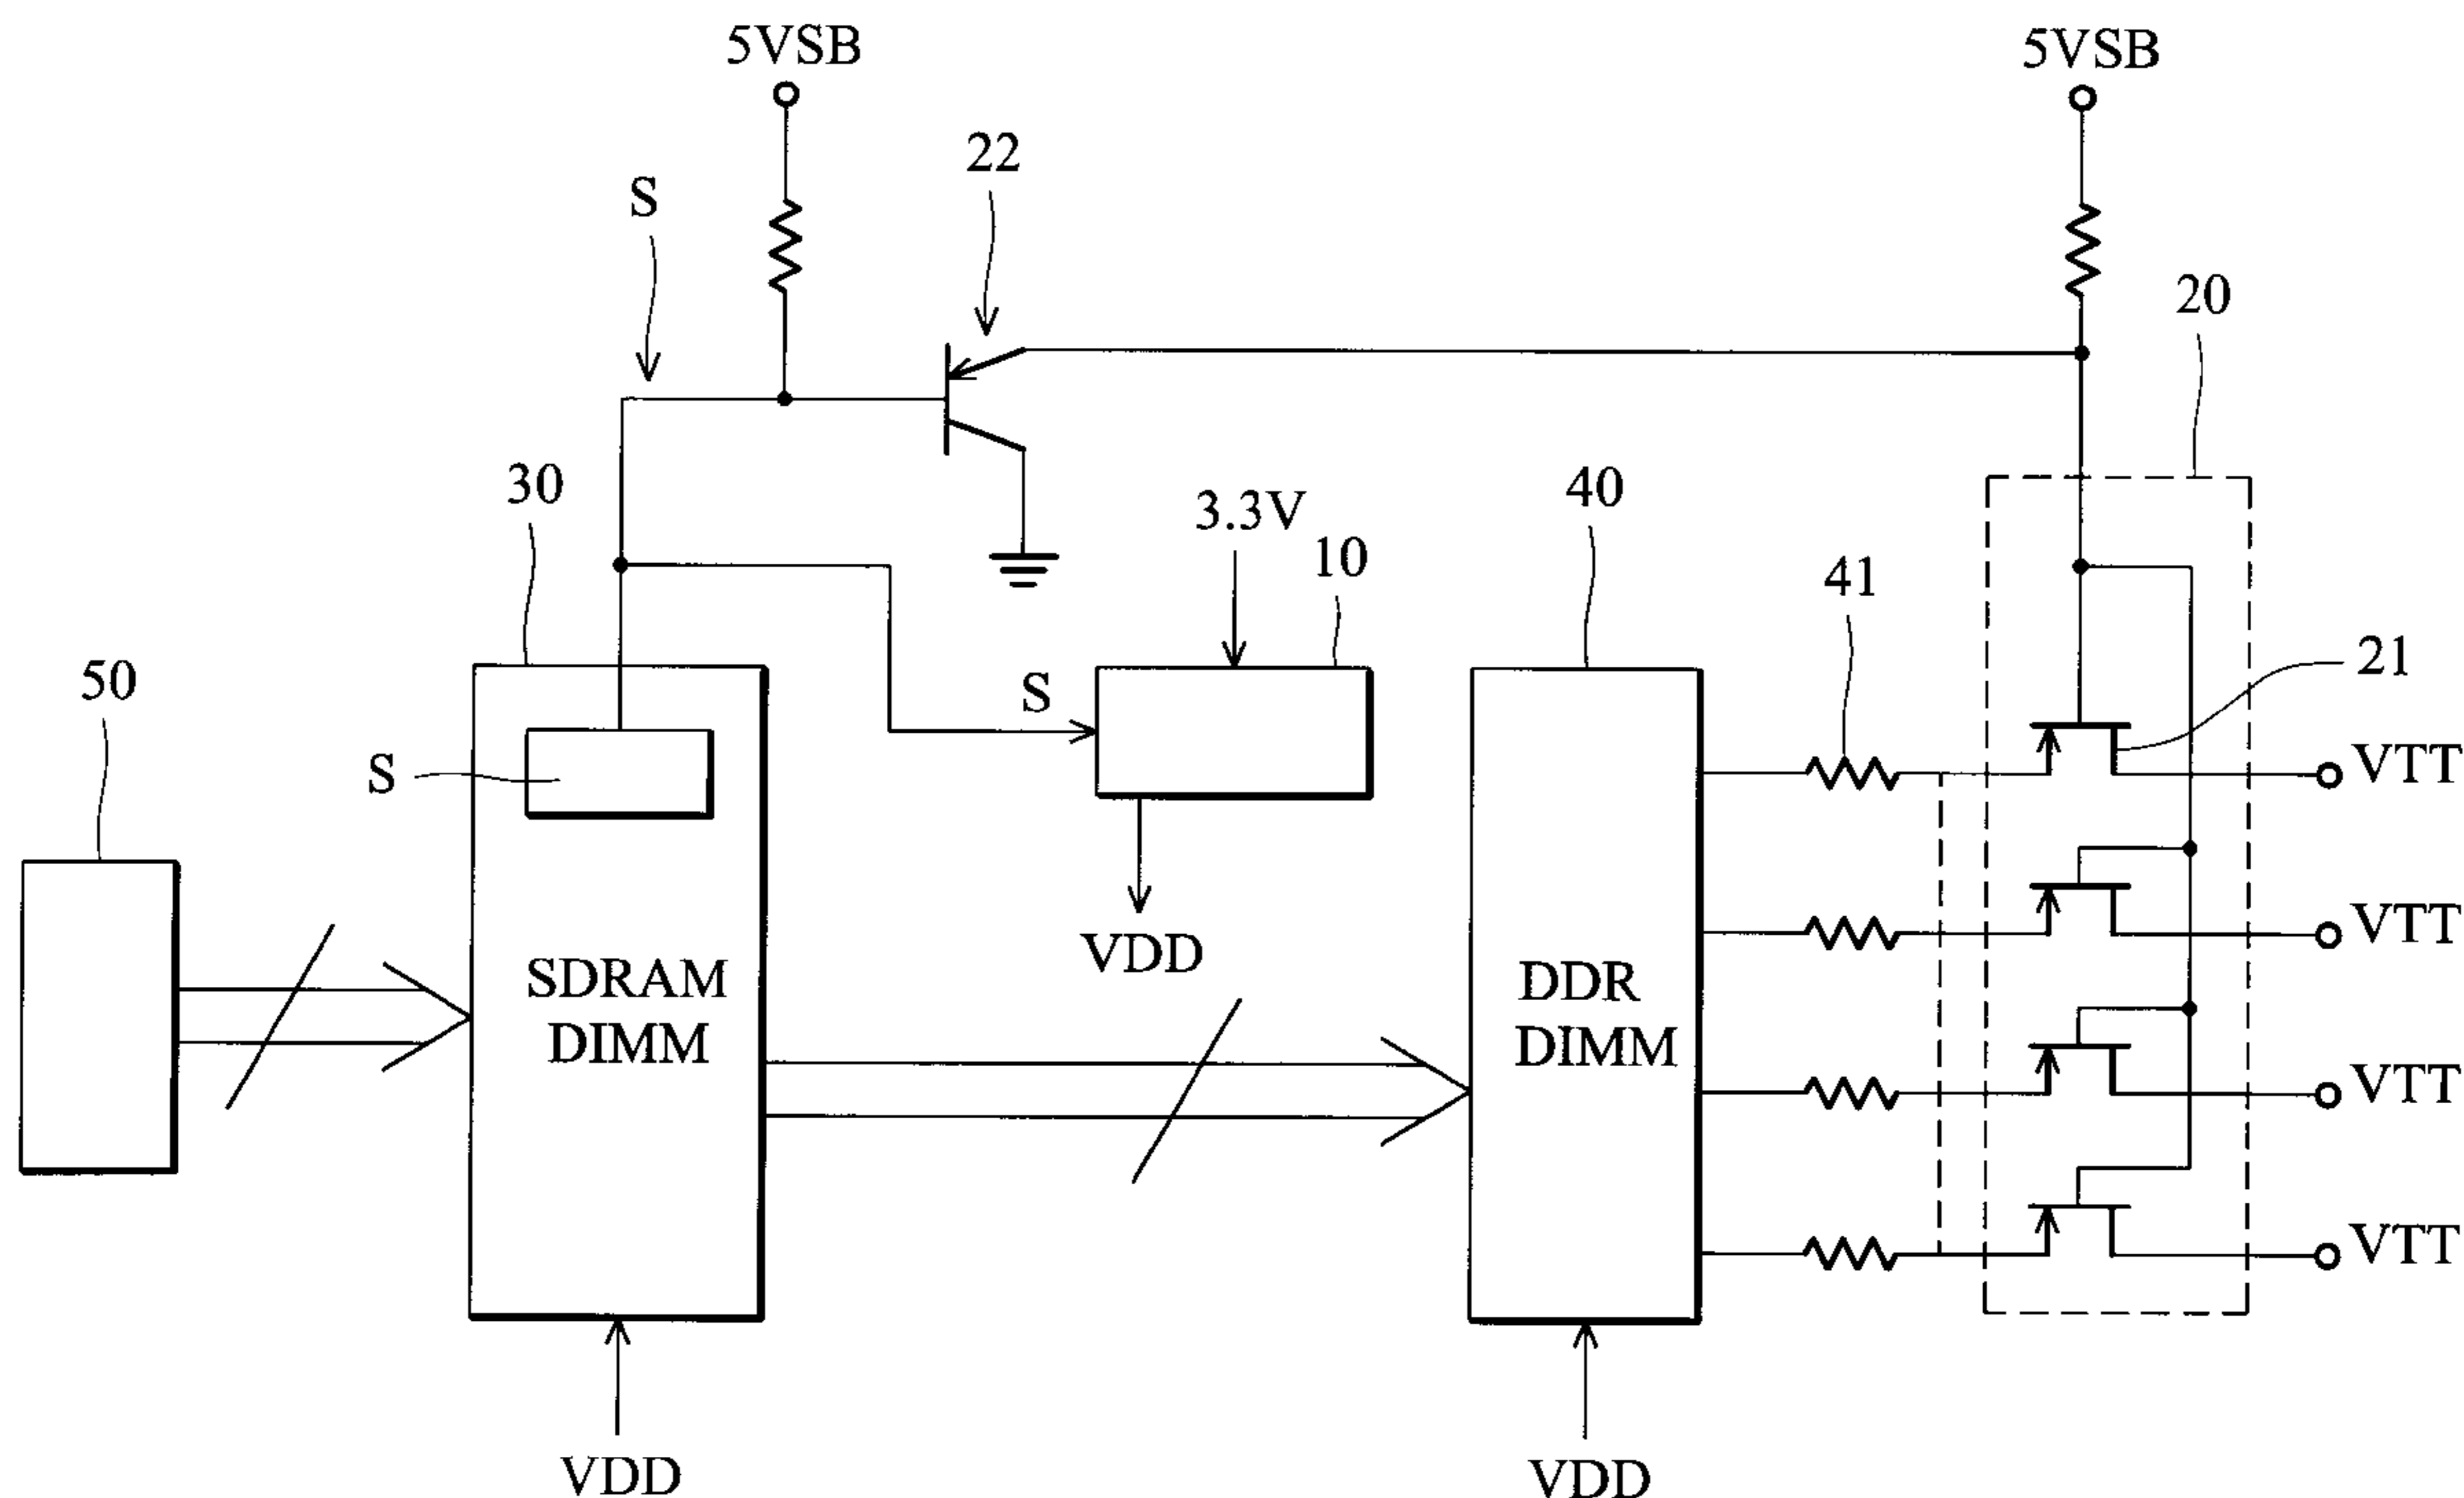 5VSB
5VSB
22
S
20
30
40
3.3V
10
41
50
S
21
S
VTT
VTT
VDD
SDRAM
DIMM
DDR
DIMM
VTT
VTT
VDD
VDD